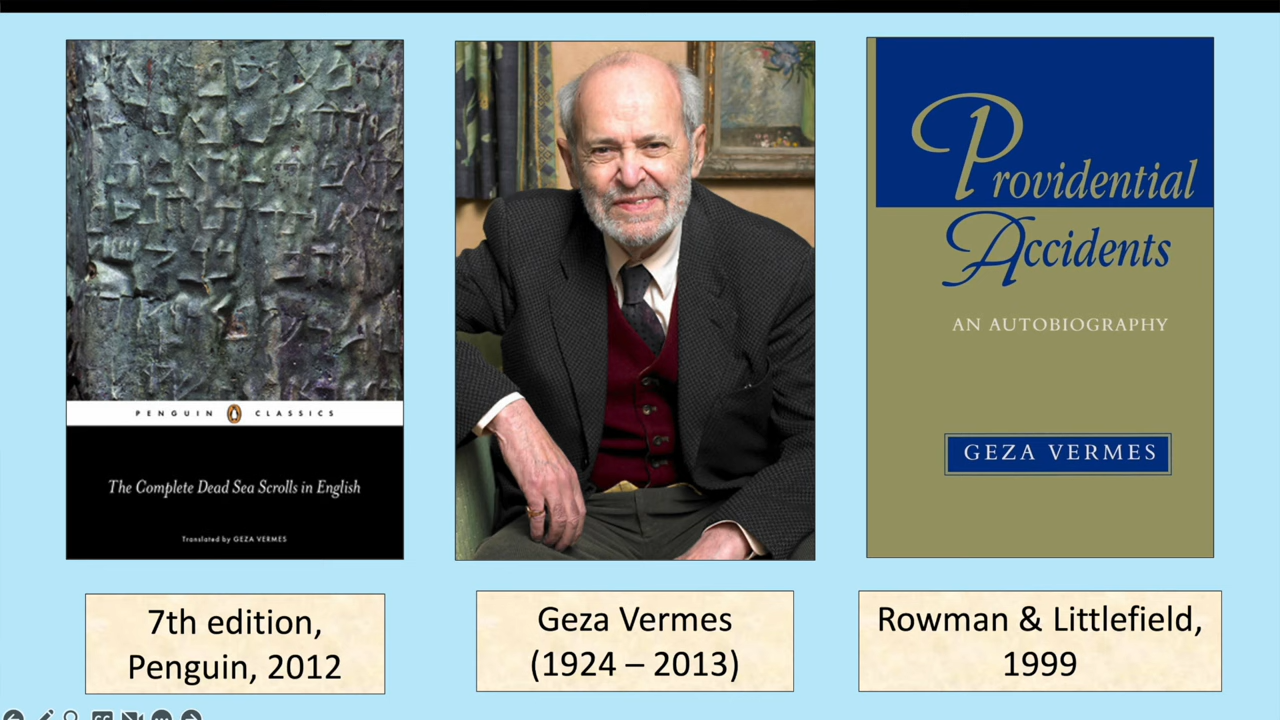 PENGUIN CLASSICS
The Complete Dead Sea Scrolls in English
Translated by GEZA VERMES
7th edition,
Penguin, 2012
Geza Vermes
(1924 – 2013)
Providential
Accidents
AN AUTOBIOGRAPHY
GEZA VERMES
Rowman & Littlefield,
1999
CC